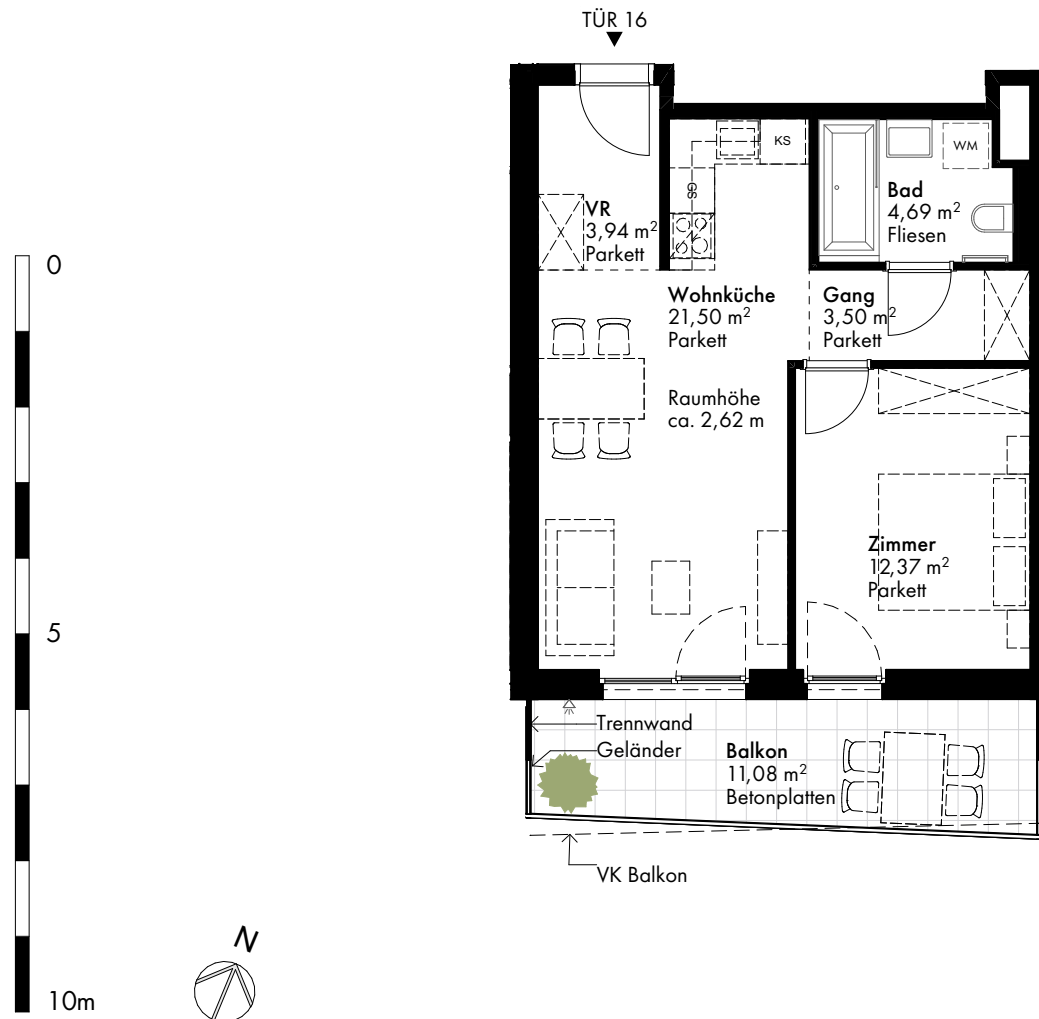 TÜR 16
KS
GS
WM
VR
3,94 m²
Parkett
Bad
4,69 m²
Fliesen
Wohnküche
21,50 m²
Parkett
Gang
3,50 m²
Parkett
Raumhöhe
ca. 2,62 m
Zimmer
12,37 m²
Parkett
Trennwand
Geländer
Balkon
11,08 m²
Betonplatten
VK Balkon
0
5
10m
N